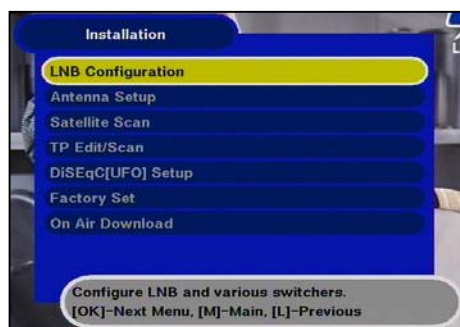 Installation
LNB Configuration
Antenna Setup
Satellite Scan
TP Edit/Scan
DiSEqC[UFO] Setup
Factory Set
On Air Download
Configure LNB and various switchers.
[OK]-Next Menu, [M]-Main, [L]-Previous